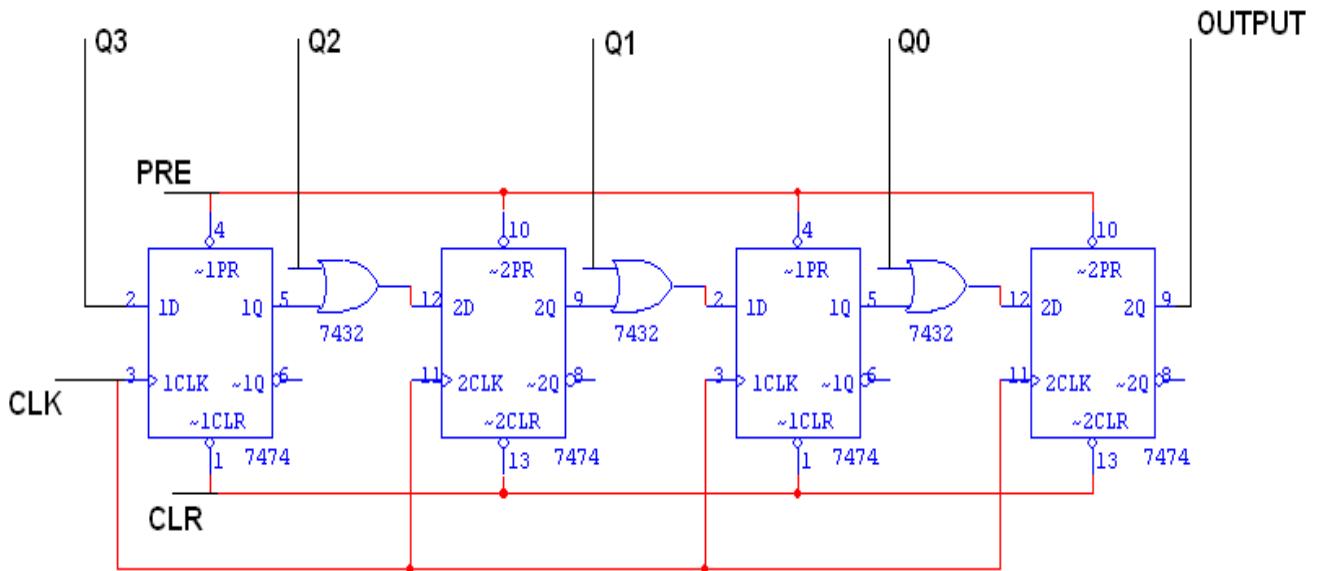 Q3 Q2 Q1 Q0 OUTPUT
PRE
4 10 4 10
~1PR ~2PR ~1PR ~2PR
2 1D 1Q 5 12 2D 2Q 9 2 1D 1Q 5 12 2D 2Q 9
7432 7432 7432
3 1CLK ~1Q 6 11 2CLK ~2Q 8 3 1CLK ~1Q 6 11 2CLK ~2Q 8
CLK
~1CLR ~2CLR ~1CLR ~2CLR
1 7474 13 7474 1 7474 13 7474
CLR